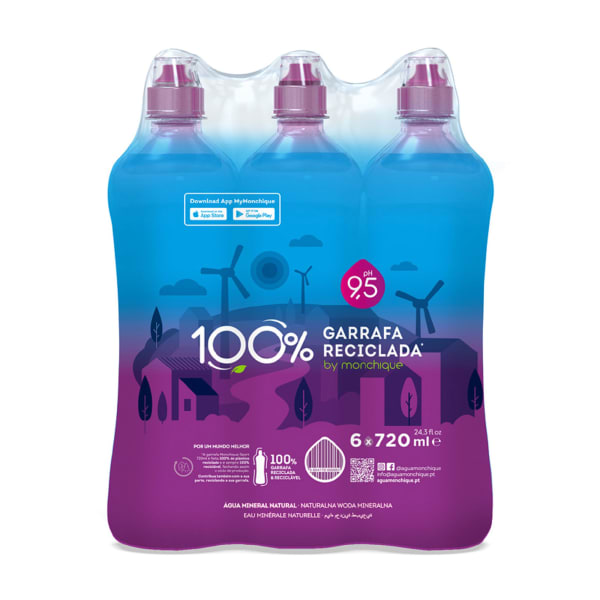 Download App MyMonchique
App Store
Google Play
pH
9,5
100% GARRAFA
RECICLADA*
by monchique
24,3 fl oz
6 x 720 ml e
POR UM MUNDO MELHOR
100%
GARRAFA
RECICLADA
& RECICLÁVEL
@aguamonchique
info@aguamonchique.pt
aguamonchique.pt
ÁGUA MINERAL NATURAL · NATURALNA WODA MINERALNA
EAU MINÉRALE NATURELLE ·